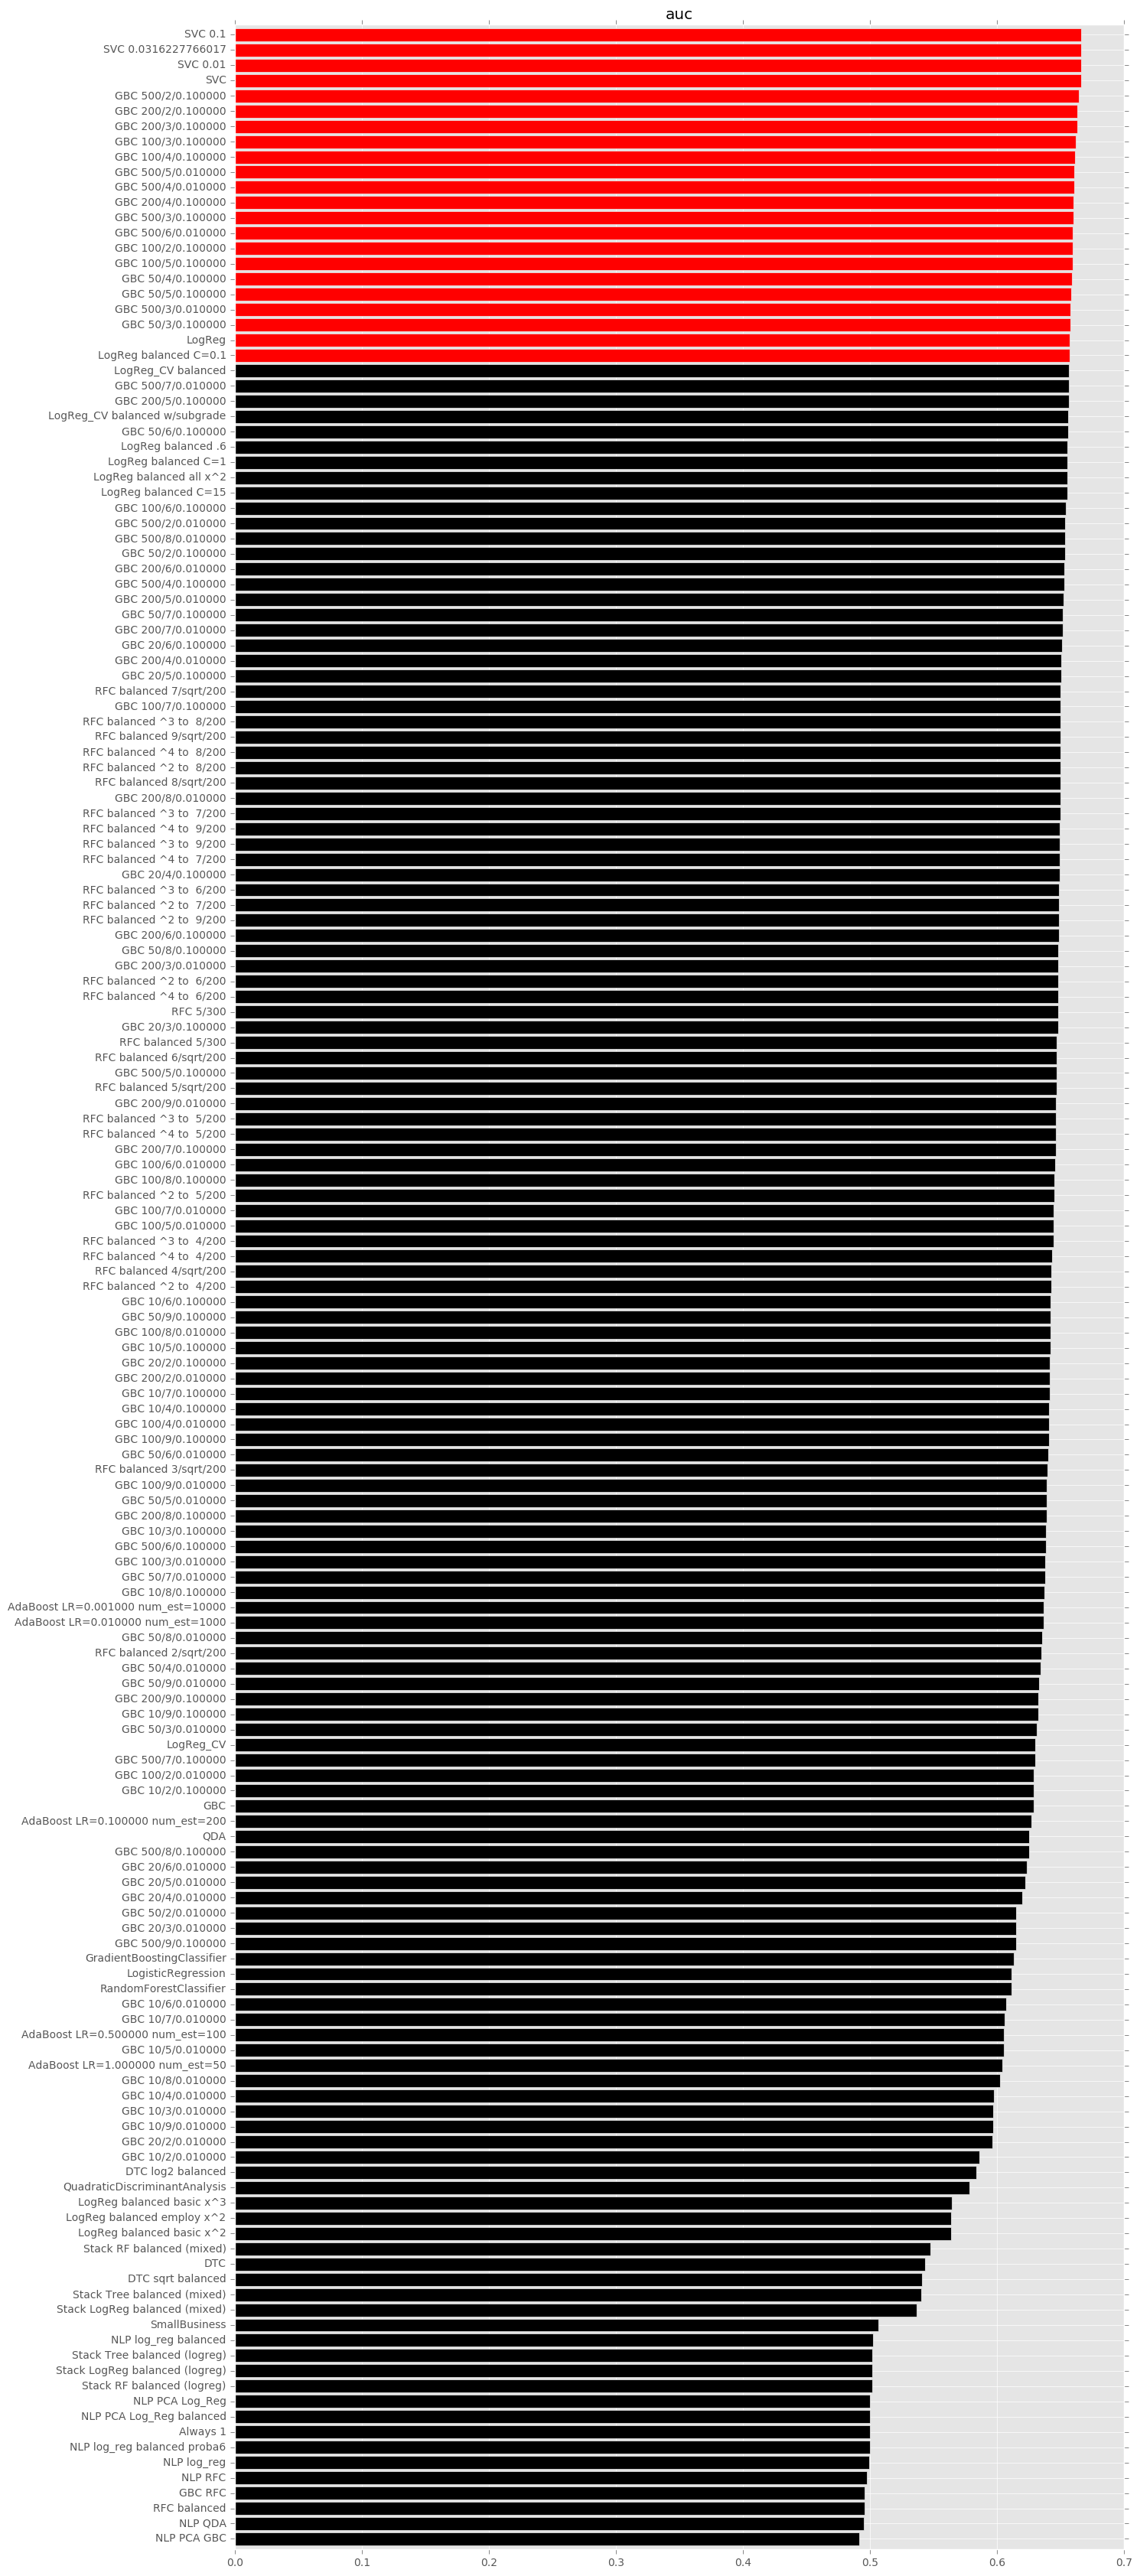 auc
SVC 0.1
SVC 0.0316227766017
SVC 0.01
SVC
GBC 500/2/0.100000
GBC 200/2/0.100000
GBC 200/3/0.100000
GBC 100/3/0.100000
GBC 100/4/0.100000
GBC 500/5/0.010000
GBC 500/4/0.010000
GBC 200/4/0.100000
GBC 500/3/0.100000
GBC 500/6/0.010000
GBC 100/2/0.100000
GBC 100/5/0.100000
GBC 50/4/0.100000
GBC 50/5/0.100000
GBC 500/3/0.010000
GBC 50/3/0.100000
LogReg
LogReg balanced C=0.1
LogReg_CV balanced
GBC 500/7/0.010000
GBC 200/5/0.100000
LogReg_CV balanced w/subgrade
GBC 50/6/0.100000
LogReg balanced .6
LogReg balanced C=1
LogReg balanced all x^2
LogReg balanced C=15
GBC 100/6/0.100000
GBC 500/2/0.010000
GBC 500/8/0.010000
GBC 50/2/0.100000
GBC 200/6/0.010000
GBC 500/4/0.100000
GBC 200/5/0.010000
GBC 50/7/0.100000
GBC 200/7/0.010000
GBC 20/6/0.100000
GBC 200/4/0.010000
GBC 20/5/0.100000
RFC balanced 7/sqrt/200
GBC 100/7/0.100000
RFC balanced ^3 to  8/200
RFC balanced 9/sqrt/200
RFC balanced ^4 to  8/200
RFC balanced ^2 to  8/200
RFC balanced 8/sqrt/200
GBC 200/8/0.010000
RFC balanced ^3 to  7/200
RFC balanced ^4 to  9/200
RFC balanced ^3 to  9/200
RFC balanced ^4 to  7/200
GBC 20/4/0.100000
RFC balanced ^3 to  6/200
RFC balanced ^2 to  7/200
RFC balanced ^2 to  9/200
GBC 200/6/0.100000
GBC 50/8/0.100000
GBC 200/3/0.010000
RFC balanced ^2 to  6/200
RFC balanced ^4 to  6/200
RFC 5/300
GBC 20/3/0.100000
RFC balanced 5/300
RFC balanced 6/sqrt/200
GBC 500/5/0.100000
RFC balanced 5/sqrt/200
GBC 200/9/0.010000
RFC balanced ^3 to  5/200
RFC balanced ^4 to  5/200
GBC 200/7/0.100000
GBC 100/6/0.010000
GBC 100/8/0.100000
RFC balanced ^2 to  5/200
GBC 100/7/0.010000
GBC 100/5/0.010000
RFC balanced ^3 to  4/200
RFC balanced ^4 to  4/200
RFC balanced 4/sqrt/200
RFC balanced ^2 to  4/200
GBC 10/6/0.100000
GBC 50/9/0.100000
GBC 100/8/0.010000
GBC 10/5/0.100000
GBC 20/2/0.100000
GBC 200/2/0.010000
GBC 10/7/0.100000
GBC 10/4/0.100000
GBC 100/4/0.010000
GBC 100/9/0.100000
GBC 50/6/0.010000
RFC balanced 3/sqrt/200
GBC 100/9/0.010000
GBC 50/5/0.010000
GBC 200/8/0.100000
GBC 10/3/0.100000
GBC 500/6/0.100000
GBC 100/3/0.010000
GBC 50/7/0.010000
GBC 10/8/0.100000
AdaBoost LR=0.001000 num_est=10000
AdaBoost LR=0.010000 num_est=1000
GBC 50/8/0.010000
RFC balanced 2/sqrt/200
GBC 50/4/0.010000
GBC 50/9/0.010000
GBC 200/9/0.100000
GBC 10/9/0.100000
GBC 50/3/0.010000
LogReg_CV
GBC 500/7/0.100000
GBC 100/2/0.010000
GBC 10/2/0.100000
GBC
AdaBoost LR=0.100000 num_est=200
QDA
GBC 500/8/0.100000
GBC 20/6/0.010000
GBC 20/5/0.010000
GBC 20/4/0.010000
GBC 50/2/0.010000
GBC 20/3/0.010000
GBC 500/9/0.100000
GradientBoostingClassifier
LogisticRegression
RandomForestClassifier
GBC 10/6/0.010000
GBC 10/7/0.010000
AdaBoost LR=0.500000 num_est=100
GBC 10/5/0.010000
AdaBoost LR=1.000000 num_est=50
GBC 10/8/0.010000
GBC 10/4/0.010000
GBC 10/3/0.010000
GBC 10/9/0.010000
GBC 20/2/0.010000
GBC 10/2/0.010000
DTC log2 balanced
QuadraticDiscriminantAnalysis
LogReg balanced basic x^3
LogReg balanced employ x^2
LogReg balanced basic x^2
Stack RF balanced (mixed)
DTC
DTC sqrt balanced
Stack Tree balanced (mixed)
Stack LogReg balanced (mixed)
SmallBusiness
NLP log_reg balanced
Stack Tree balanced (logreg)
Stack LogReg balanced (logreg)
Stack RF balanced (logreg)
NLP PCA Log_Reg
NLP PCA Log_Reg balanced
Always 1
NLP log_reg balanced proba6
NLP log_reg
NLP RFC
GBC RFC
RFC balanced
NLP QDA
NLP PCA GBC
0.0 0.1 0.2 0.3 0.4 0.5 0.6 0.7